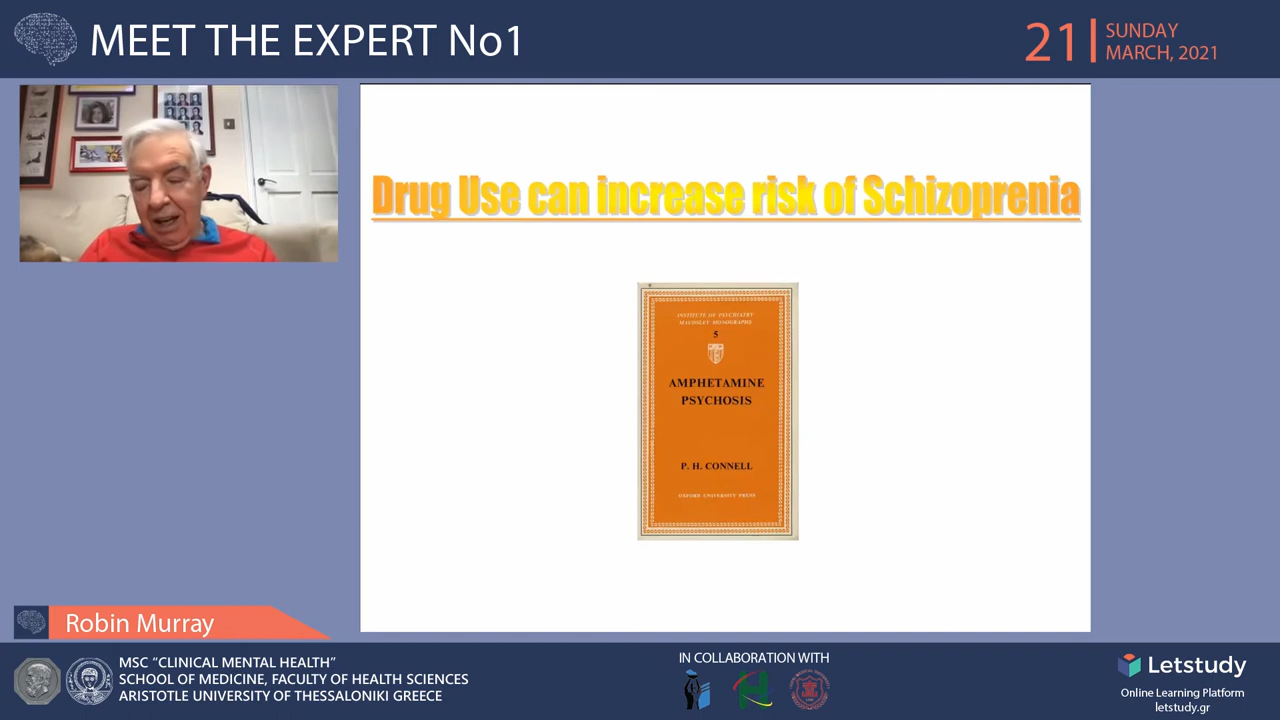 MEET THE EXPERT No1
21
SUNDAY
MARCH, 2021
Drug Use can increase risk of Schizoprenia
INSTITUTE OF PSYCHIATRY
MAUDSLEY MONOGRAPHS
5
AMPHETAMINE
PSYCHOSIS
P. H. CONNELL
OXFORD UNIVERSITY PRESS
Robin Murray
MSC “CLINICAL MENTAL HEALTH”
SCHOOL OF MEDICINE, FACULTY OF HEALTH SCIENCES
ARISTOTLE UNIVERSITY OF THESSALONIKI GREECE
IN COLLABORATION WITH
Letstudy
Online Learning Platform
letstudy.gr